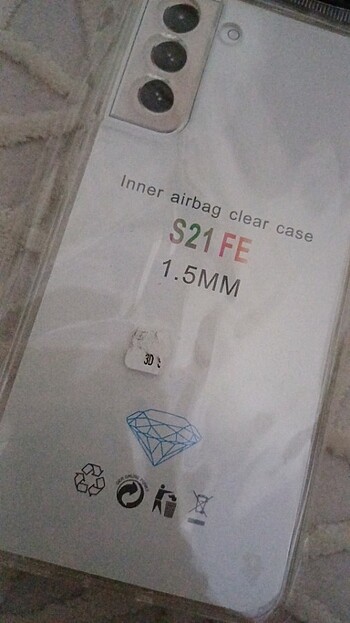 Inner airbag clear case
S21 FE
1.5MM
3D